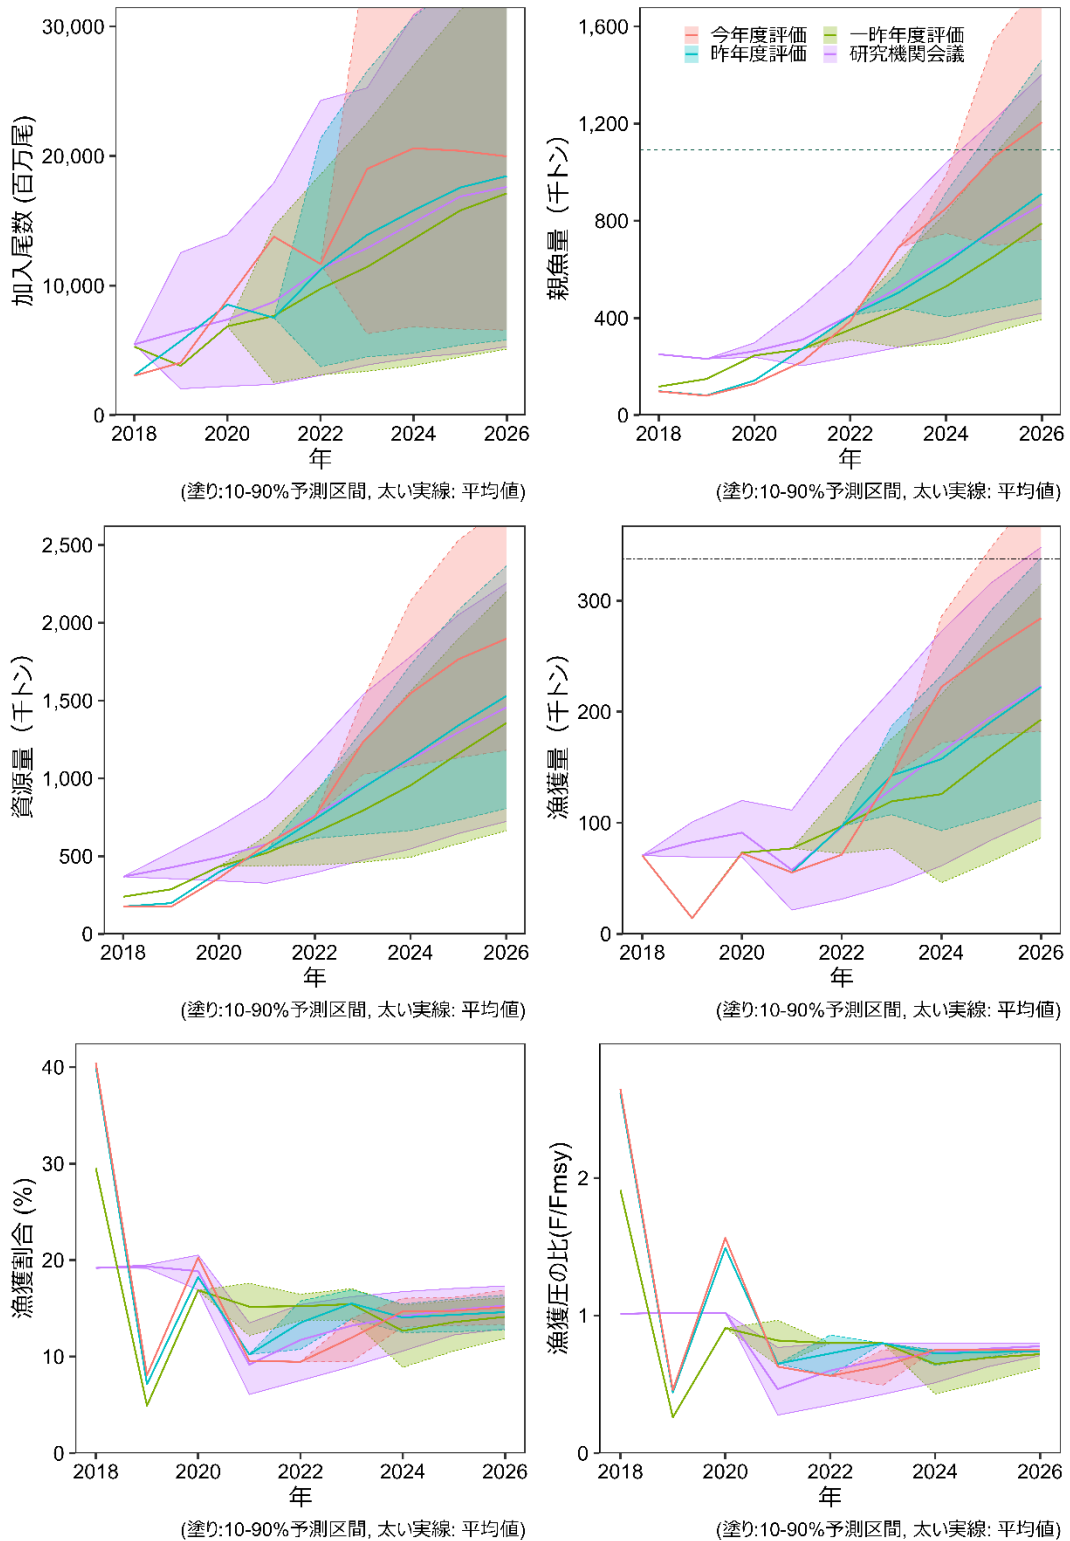 加入尾数 (百万尾)
30,000
20,000
10,000
0
2018
2020
2022
2024
2026
年
(塗り:10-90%予測区間, 太い実線: 平均値)
親魚量 (千トン)
1,600
1,200
800
400
0
今年度評価
一昨年度評価
昨年度評価
研究機関会議
2018
2020
2022
2024
2026
年
(塗り:10-90%予測区間, 太い実線: 平均値)
資源量 (千トン)
2,500
2,000
1,500
1,000
500
0
2018
2020
2022
2024
2026
年
(塗り:10-90%予測区間, 太い実線: 平均値)
漁獲量 (千トン)
300
200
100
0
2018
2020
2022
2024
2026
年
(塗り:10-90%予測区間, 太い実線: 平均値)
漁獲割合 (%)
40
30
20
10
0
2018
2020
2022
2024
2026
年
(塗り:10-90%予測区間, 太い実線: 平均値)
漁獲圧の比(F/Fmsy)
2
1
0
2018
2020
2022
2024
2026
年
(塗り:10-90%予測区間, 太い実線: 平均値)